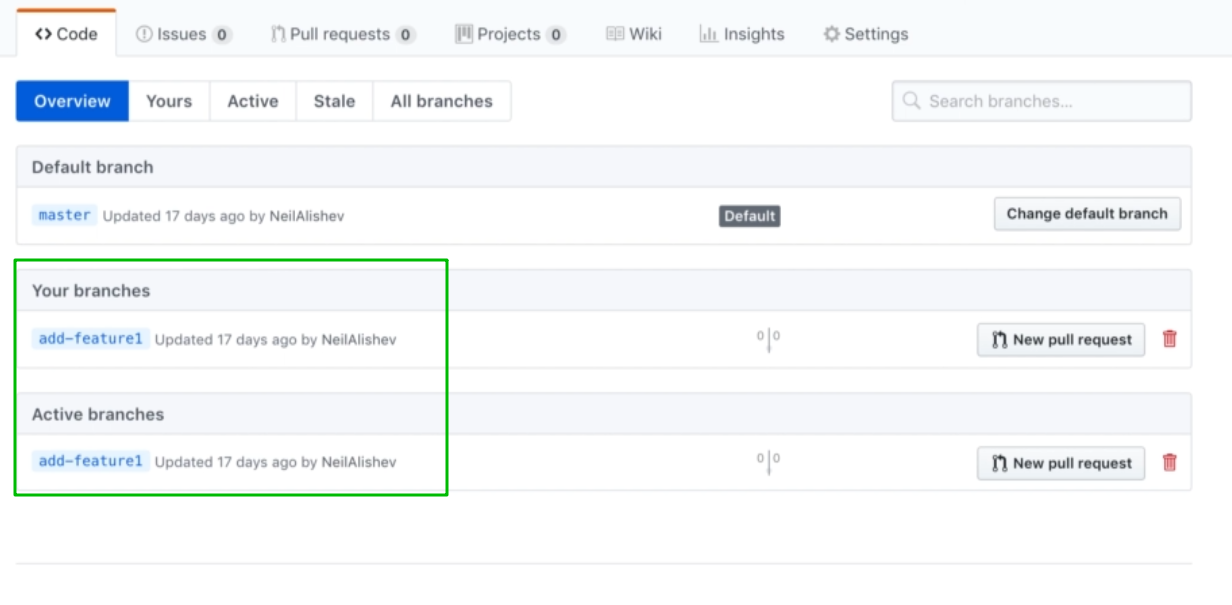 <> Code Issues 0 Pull requests 0 Projects 0 Wiki Insights Settings
Overview Yours Active Stale All branches Search branches...
Default branch
master Updated 17 days ago by NeilAlishev Default Change default branch
Your branches
add-feature1 Updated 17 days ago by NeilAlishev 0 0 New pull request
Active branches
add-feature1 Updated 17 days ago by NeilAlishev 0 0 New pull request